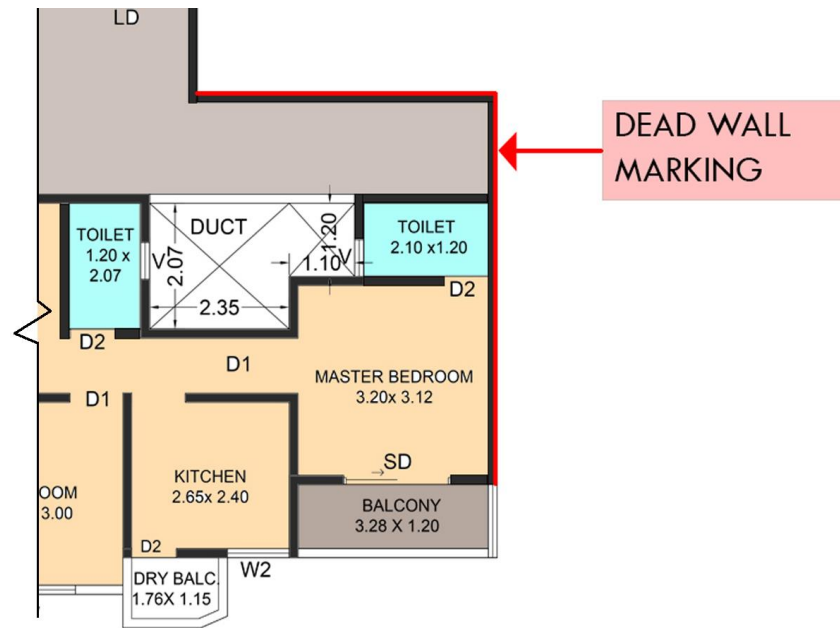 LD
DEAD WALL
MARKING
TOILET
1.20 x
2.07
V
2.07
DUCT
2.35
1.20
1.10
V
TOILET
2.10 x1.20
D2
D2
D1
D1
MASTER BEDROOM
3.20x 3.12
SD
KITCHEN
2.65x 2.40
OOM
3.00
BALCONY
3.28 X 1.20
D2
W2
DRY BALC.
1.76X 1.15